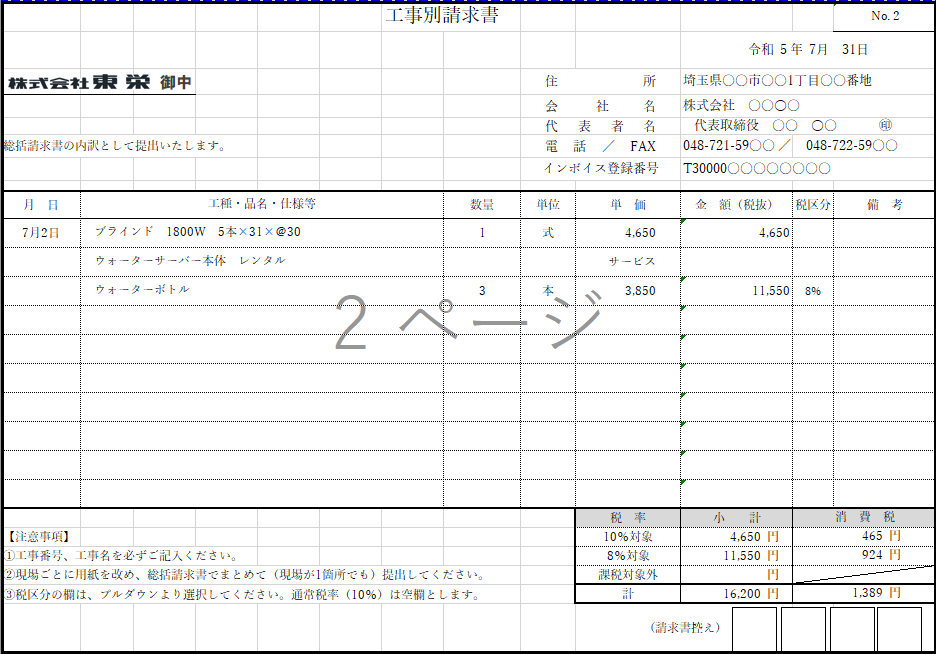 工事別請求書
No. 2
令和 5 年 7月 31日
株式会社 東 栄 御中
住 所 埼玉県〇〇市〇〇1丁目〇〇番地
会 社 名 株式会社 〇〇〇〇
代 表 者 名 代表取締役 〇〇 〇〇 ㊞
総括請求書の内訳として提出いたします。
電 話 ／ FAX 048-721-59〇〇 ／ 048-722-59〇〇
インボイス登録番号 T30000〇〇〇〇〇〇〇〇
月 日 工種・品名・仕様等 数量 単位 単 価 金 額（税抜） 税区分 備 考
7月2日 ブラインド 1800W 5本×31×＠30 1 式 4,650 4,650
ウォーターサーバー本体 レンタル サービス
ウォーターボトル 3 本 3,850 11,550 8%
2 ページ
税 率 小 計 消 費 税
【注意事項】 10%対象 4,650 円 465 円
①工事番号、工事名を必ずご記入ください。 8%対象 11,550 円 924 円
②現場ごとに用紙を改め、総括請求書でまとめて（現場が1箇所でも）提出してください。 課税対象外 円
③税区分の欄は、プルダウンより選択してください。通常税率（10%）は空欄とします。 計 16,200 円 1,389 円
（請求書控え）